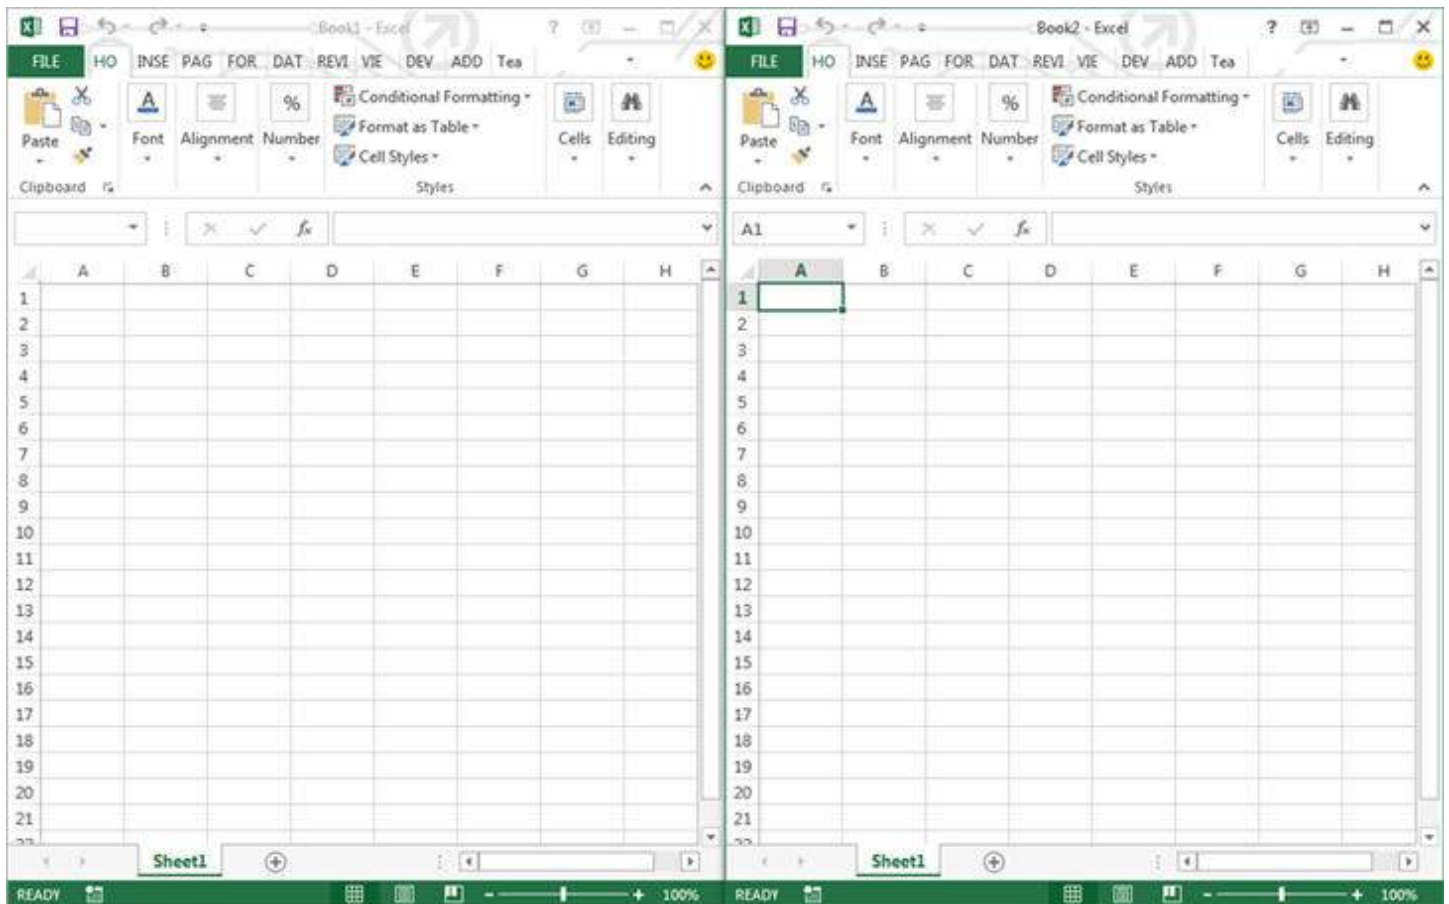 Book1 - Excel ?
FILE HO INSE PAG FOR DAT REVI VIE DEV ADD Tea
Paste
A
Font
Alignment
%
Number
Conditional Formatting
Format as Table
Cell Styles
Cells
Editing
Clipboard
Styles
fx
A B C D E F G H
1
2
3
4
5
6
7
8
9
10
11
12
13
14
15
16
17
18
19
20
21
22
Sheet1
READY 100%
Book2 - Excel ?
FILE HO INSE PAG FOR DAT REVI VIE DEV ADD Tea
Paste
A
Font
Alignment
%
Number
Conditional Formatting
Format as Table
Cell Styles
Cells
Editing
Clipboard
Styles
A1
fx
A B C D E F G H
1
2
3
4
5
6
7
8
9
10
11
12
13
14
15
16
17
18
19
20
21
22
Sheet1
READY 100%